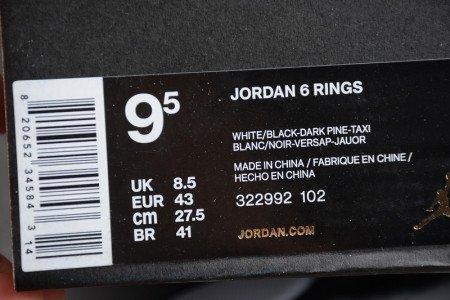 8 20652 34584 3 14
9⁵
UK 8.5
EUR 43
cm 27.5
BR 41
JORDAN 6 RINGS
WHITE/BLACK-DARK PINE-TAXI
BLANC/NOIR-VERSAP-JAUOR
MADE IN CHINA / FABRIQUE EN CHINE /
HECHO EN CHINA
322992 102
JORDAN.COM